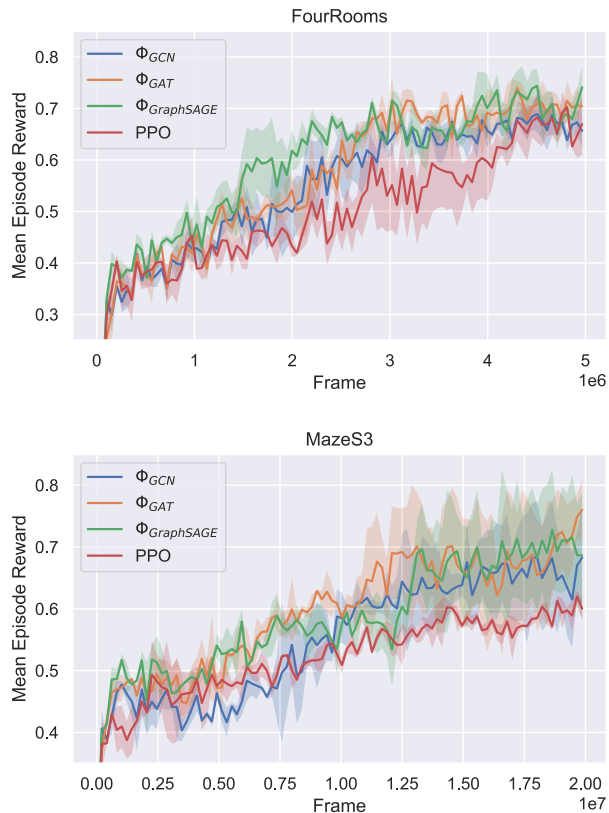 FourRooms
Φ_GCN
Φ_GAT
Φ_GraphSAGE
PPO
Mean Episode Reward
0.8
0.7
0.6
0.5
0.4
0.3
0 1 2 3 4 5
1e6
Frame
MazeS3
Φ_GCN
Φ_GAT
Φ_GraphSAGE
PPO
Mean Episode Reward
0.8
0.7
0.6
0.5
0.4
0.00 0.25 0.50 0.75 1.00 1.25 1.50 1.75 2.00
1e7
Frame